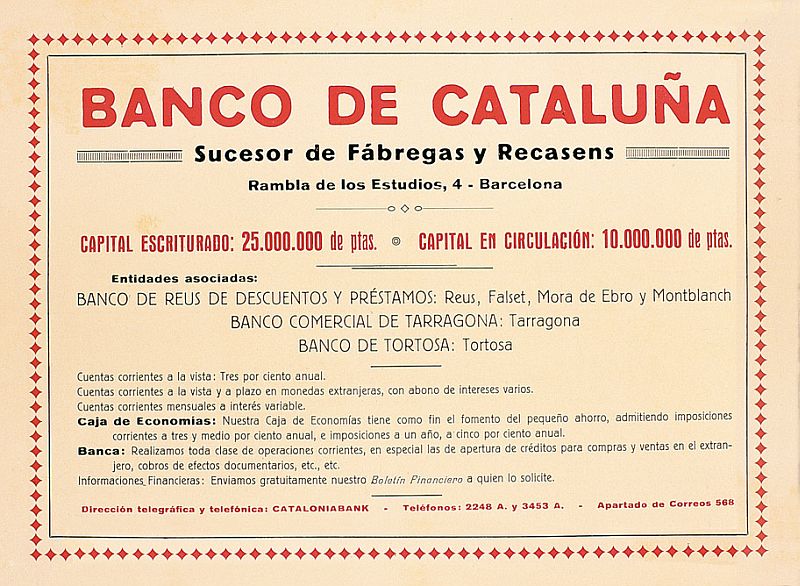 BANCO DE CATALUÑA
Sucesor de Fábregas y Recasens
Rambla de los Estudios, 4 - Barcelona
CAPITAL ESCRITURADO: 25.000.000 de ptas. CAPITAL EN CIRCULACIÓN: 10.000.000 de ptas.
Entidades asociadas:
BANCO DE REUS DE DESCUENTOS Y PRÉSTAMOS: Reus, Falset, Mora de Ebro y Montblanch
BANCO COMERCIAL DE TARRAGONA: Tarragona
BANCO DE TORTOSA: Tortosa
Cuentas corrientes a la vista: Tres por ciento anual.
Cuentas corrientes a la vista y a plazo en monedas extranjeras, con abono de intereses varios.
Cuentas corrientes mensuales a interés variable.
Caja de Economías: Nuestra Caja de Economías tiene como fin el fomento del pequeño ahorro, admitiendo imposiciones
corrientes a tres y medio por ciento anual, e imposiciones a un año, a cinco por ciento anual.
Banca: Realizamos toda clase de operaciones corrientes, en especial las de apertura de créditos para compras y ventas en el extran-
jero, cobros de efectos documentarios, etc., etc.
Informaciones Financieras: Enviamos gratuitamente nuestro Boletín Financiero a quien lo solicite.
Dirección telegráfica y telefónica: CATALONIABANK - Teléfonos: 2248 A. y 3453 A. - Apartado de Correos 568